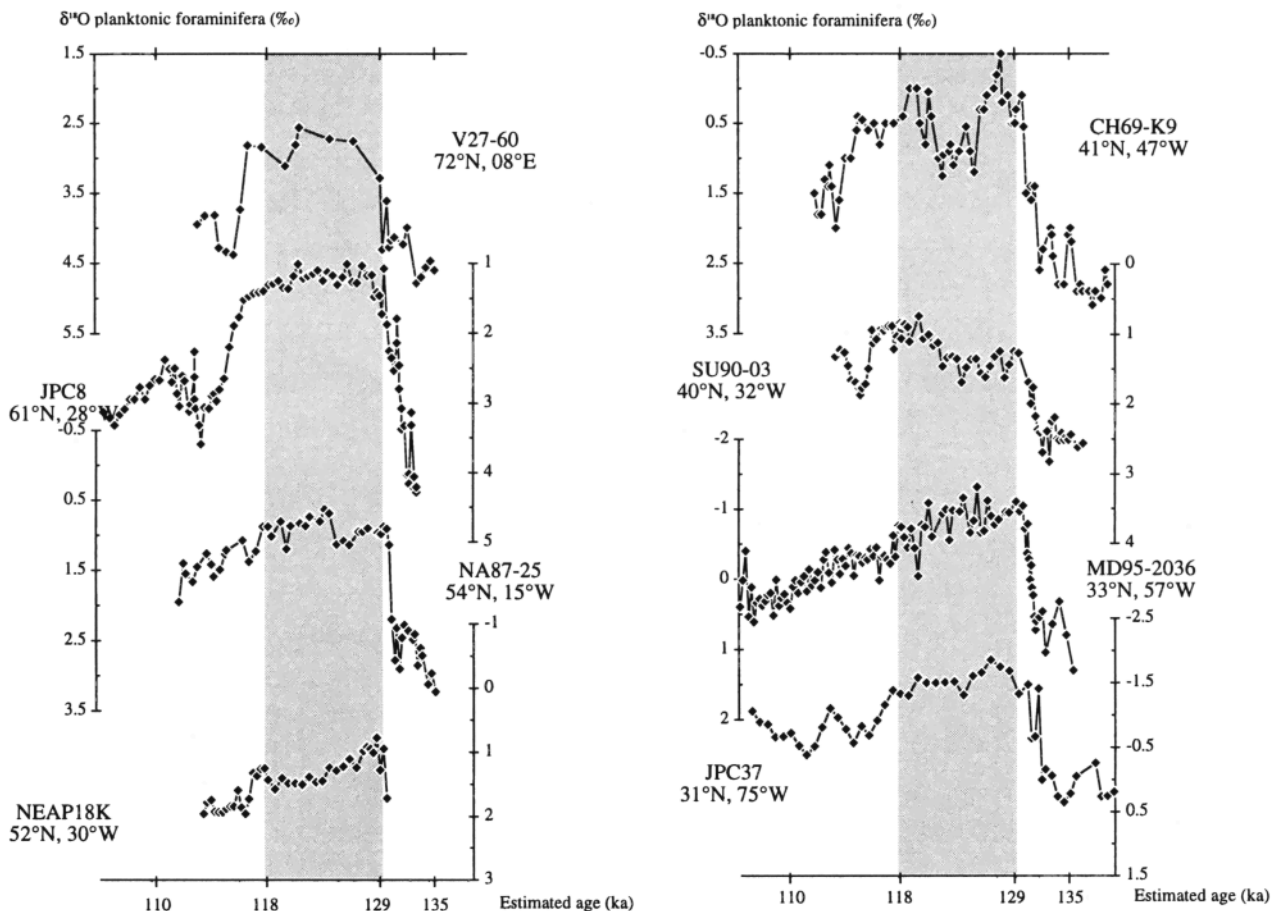 δ¹⁸O planktonic foraminifera (‰)
1.5
2.5
3.5
4.5
5.5
V27-60
72°N, 08°E
1
2
3
4
5
JPC8
61°N, 28°W
-0.5
0.5
1.5
2.5
3.5
NA87-25
54°N, 15°W
-1
0
1
2
3
NEAP18K
52°N, 30°W
110
118
129
135
Estimated age (ka)
δ¹⁸O planktonic foraminifera (‰)
-0.5
0.5
1.5
2.5
3.5
CH69-K9
41°N, 47°W
0
1
2
3
4
SU90-03
40°N, 32°W
-2
-1
0
1
2
MD95-2036
33°N, 57°W
-2.5
-1.5
-0.5
0.5
1.5
JPC37
31°N, 75°W
110
118
129
135
Estimated age (ka)